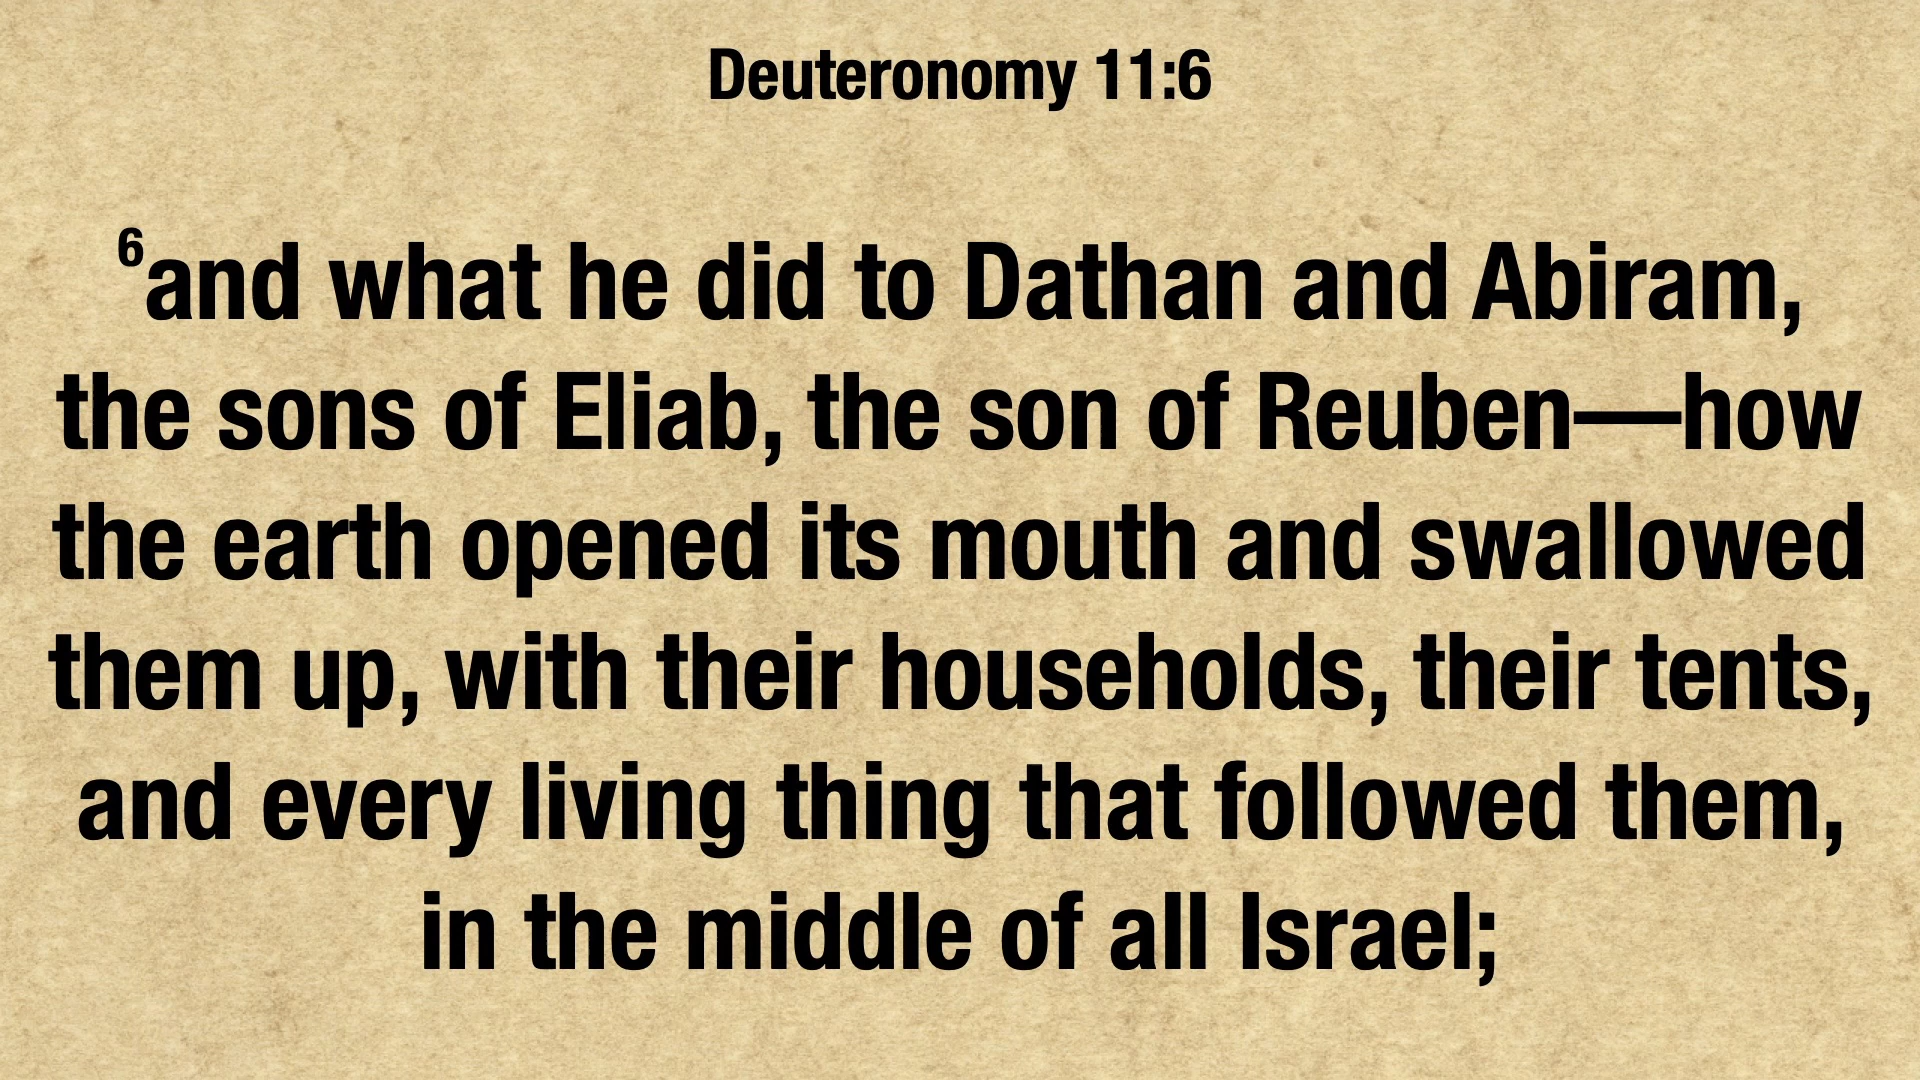 Deuteronomy 11:6
6and what he did to Dathan and Abiram,
the sons of Eliab, the son of Reuben—how
the earth opened its mouth and swallowed
them up, with their households, their tents,
and every living thing that followed them,
in the middle of all Israel;